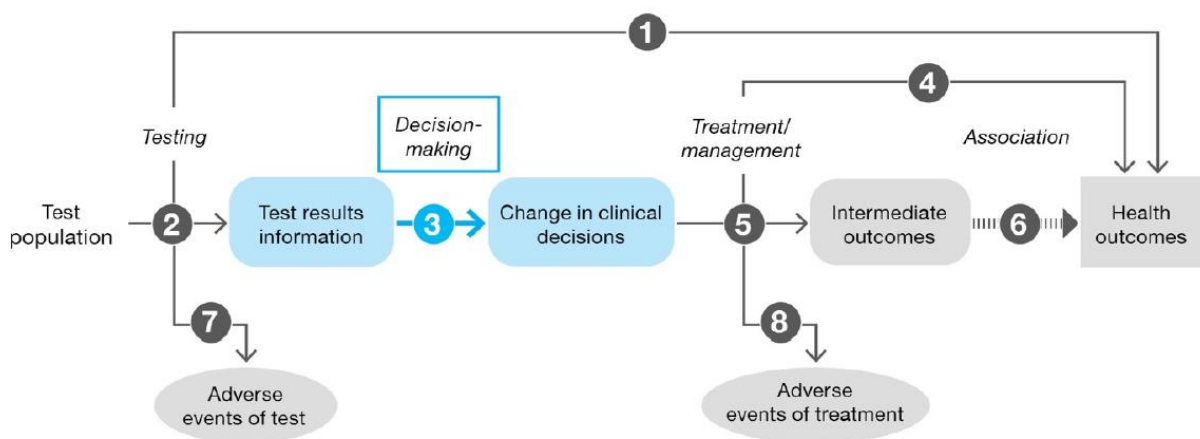 1
4
Testing
Decision-
making
Treatment/
management
Association
Test
population
2
Test results
information
3
Change in clinical
decisions
5
Intermediate
outcomes
6
Health
outcomes
7
8
Adverse
events of test
Adverse
events of treatment